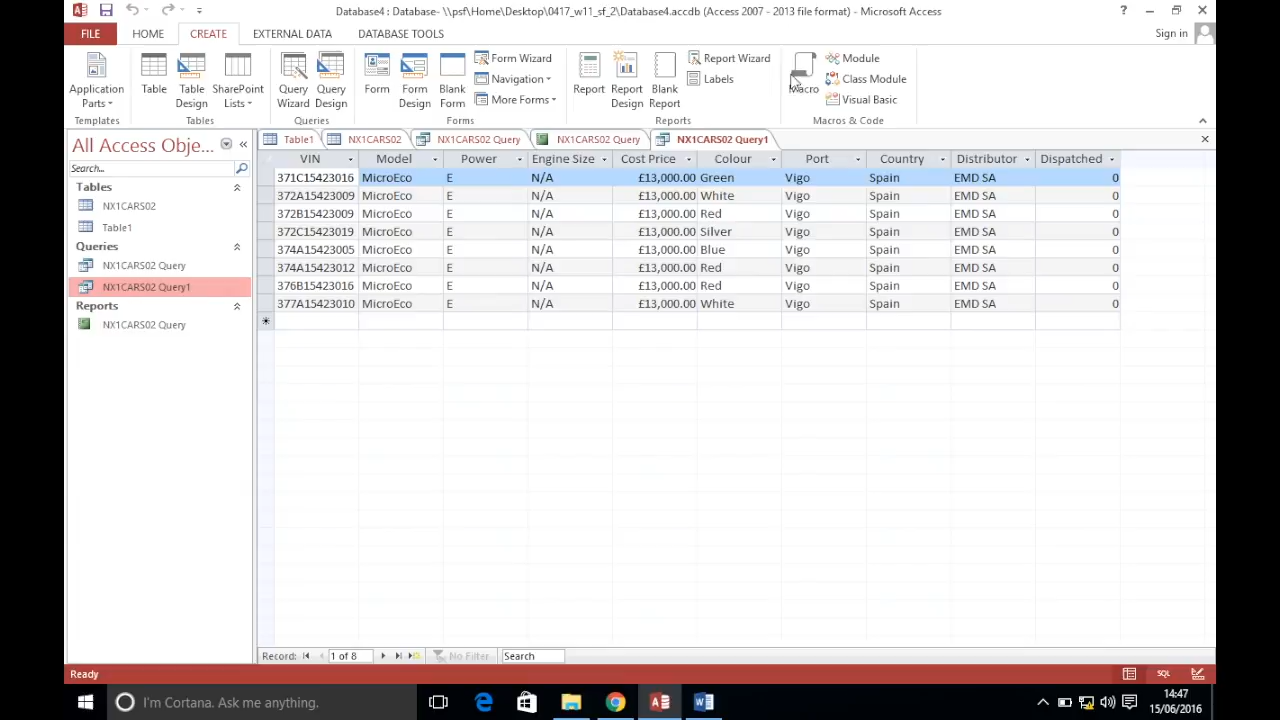 Database4 : Database- \\psf\Home\Desktop\0417_w11_sf_2\Database4.accdb (Access 2007 - 2013 file format) - Microsoft Access
?
FILE HOME CREATE EXTERNAL DATA DATABASE TOOLS Sign in
Application Parts
Table
Table Design
SharePoint Lists
Query Wizard
Query Design
Form
Form Design
Blank Form
Form Wizard
Navigation
More Forms
Report
Report Design
Blank Report
Report Wizard
Labels
Macro
Module
Class Module
Visual Basic
Templates Tables Queries Forms Reports Macros & Code
All Access Obje...
Search...
Tables
NX1CARS02
Table1
Queries
NX1CARS02 Query
NX1CARS02 Query1
Reports
NX1CARS02 Query
Table1 NX1CARS02 NX1CARS02 Query NX1CARS02 Query NX1CARS02 Query1
VIN Model Power Engine Size Cost Price Colour Port Country Distributor Dispatched
371C15423016 MicroEco E N/A £13,000.00 Green Vigo Spain EMD SA 0
372A15423009 MicroEco E N/A £13,000.00 White Vigo Spain EMD SA 0
372B15423009 MicroEco E N/A £13,000.00 Red Vigo Spain EMD SA 0
372C15423019 MicroEco E N/A £13,000.00 Silver Vigo Spain EMD SA 0
374A15423005 MicroEco E N/A £13,000.00 Blue Vigo Spain EMD SA 0
374A15423012 MicroEco E N/A £13,000.00 Red Vigo Spain EMD SA 0
376B15423016 MicroEco E N/A £13,000.00 Red Vigo Spain EMD SA 0
377A15423010 MicroEco E N/A £13,000.00 White Vigo Spain EMD SA 0
Record: 1 of 8 No Filter Search
Ready SQL
I'm Cortana. Ask me anything.
14:47
15/06/2016